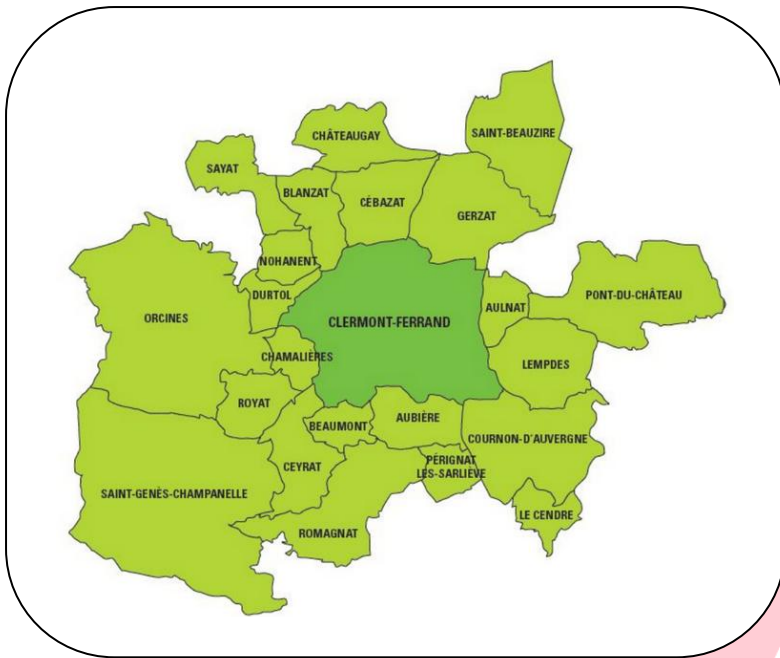 CHÂTEAUGAY
SAINT-BEAUZIRE
SAYAT
BLANZAT
CÉBAZAT
GERZAT
NOHANENT
DURTOL
PONT-DU-CHÂTEAU
AULNAT
ORCINES
CLERMONT-FERRAND
CHAMALIÈRES
LEMPDES
ROYAT
BEAUMONT
AUBIÈRE
COURNON-D'AUVERGNE
CEYRAT
PÉRIGNAT
LES-SARLIÈVE
SAINT-GENÈS-CHAMPANELLE
LE CENDRE
ROMAGNAT